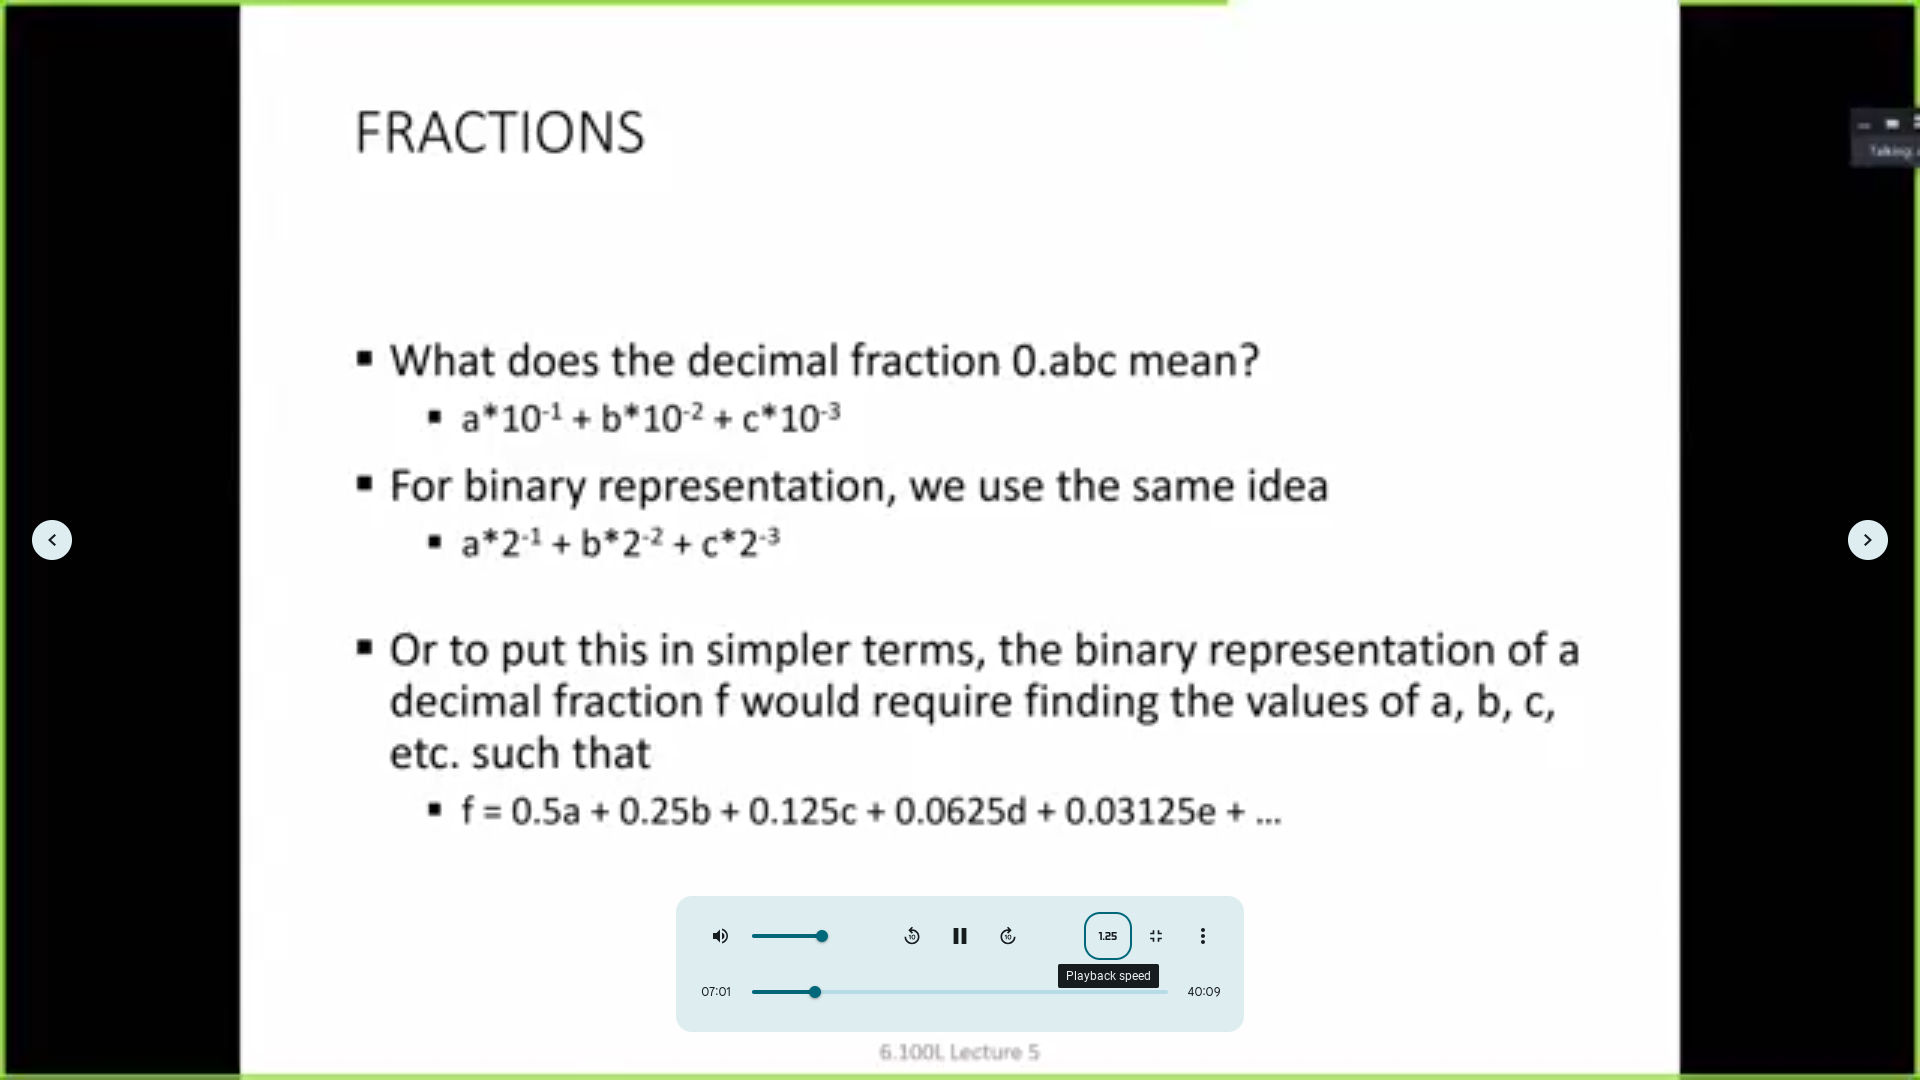 FRACTIONS
Talking:
▪ What does the decimal fraction 0.abc mean?
▪ a*10⁻¹ + b*10⁻² + c*10⁻³
▪ For binary representation, we use the same idea
▪ a*2⁻¹ + b*2⁻² + c*2⁻³
▪ Or to put this in simpler terms, the binary representation of a
decimal fraction f would require finding the values of a, b, c,
etc. such that
▪ f = 0.5a + 0.25b + 0.125c + 0.0625d + 0.03125e + ...
10
10
1.25
Playback speed
07:01
40:09
6.100L Lecture 5